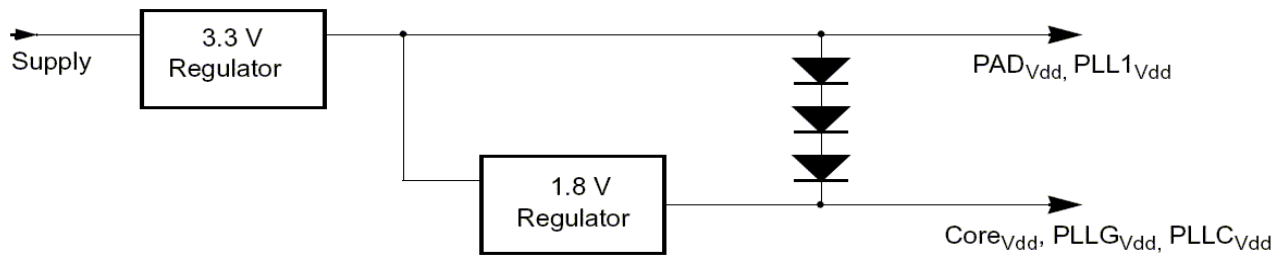 Supply
3.3 V
Regulator
PADVdd, PLL1Vdd
1.8 V
Regulator
CoreVdd, PLLGVdd, PLLCVdd